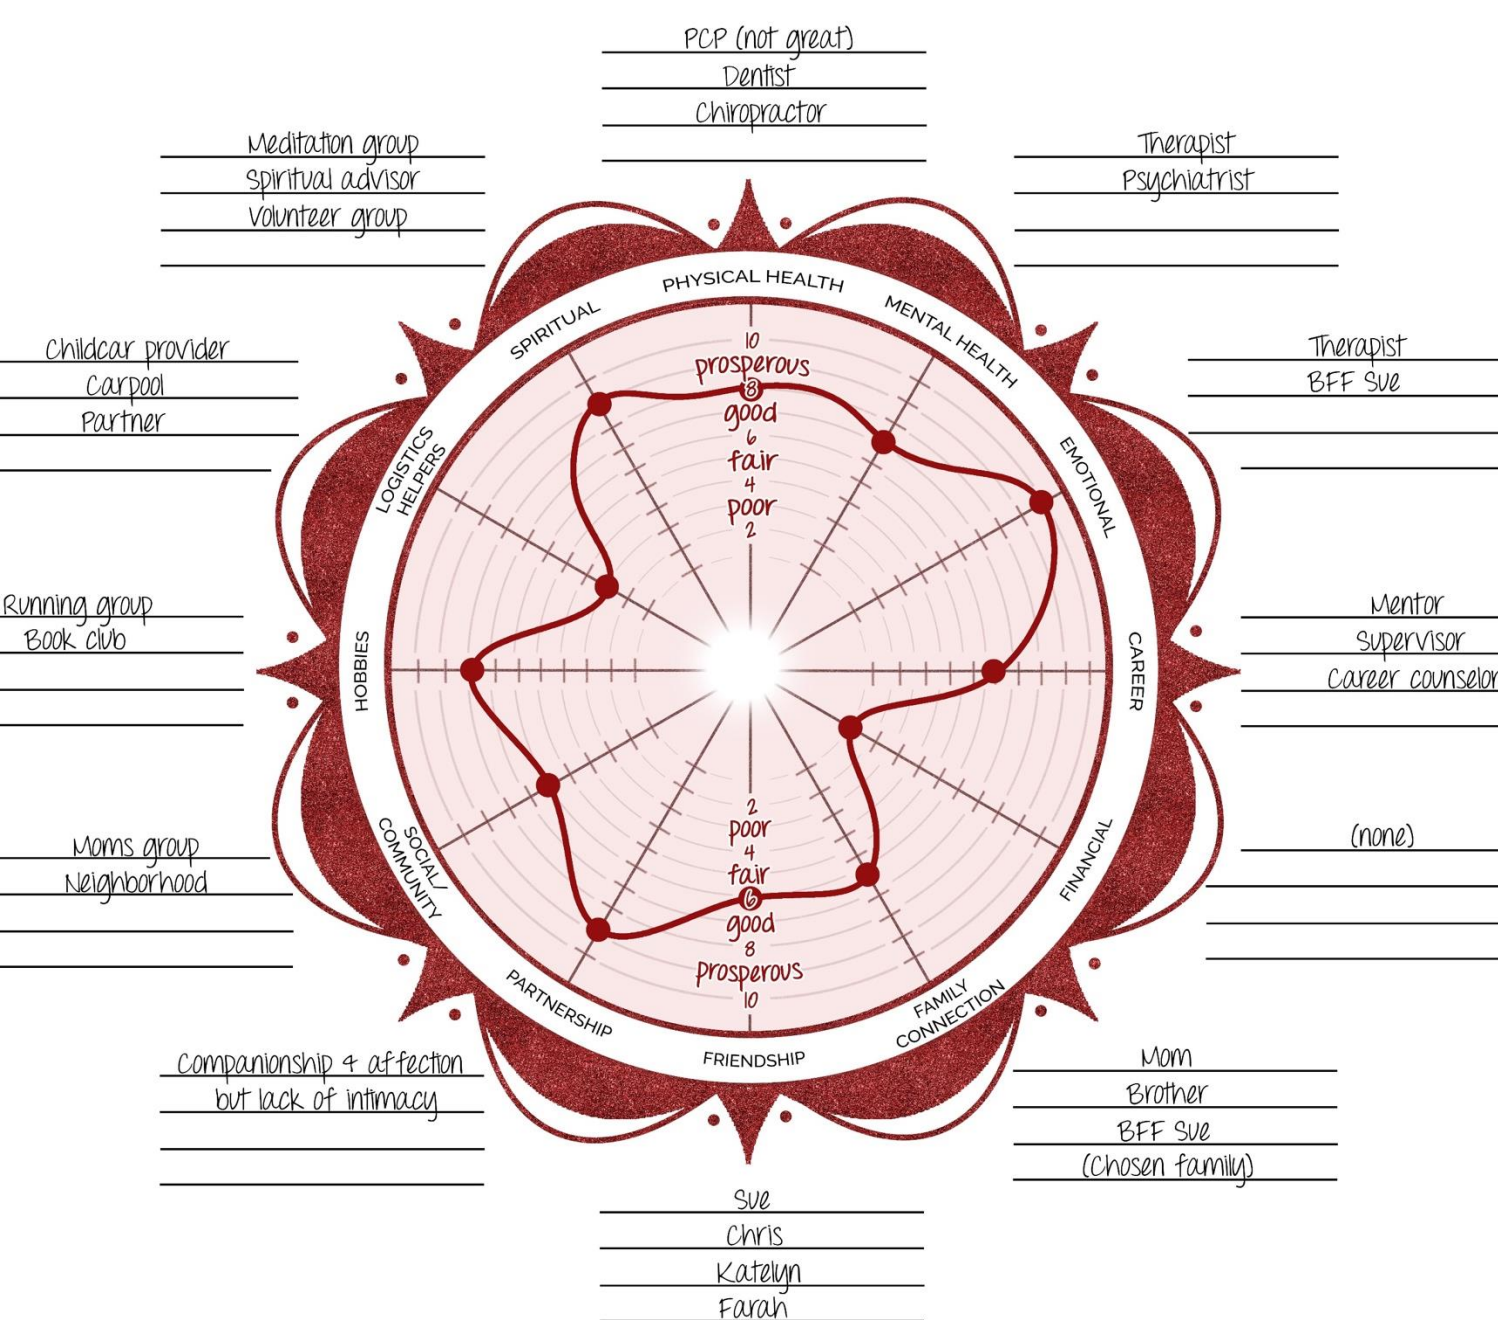 PCP (not great)
Dentist
Chiropractor
Meditation group
Spiritual advisor
Volunteer group
Therapist
Psychiatrist
Childcar provider
Carpool
Partner
Therapist
BFF Sue
Running group
Book club
Mentor
Supervisor
Career counselor
Moms group
Neighborhood
(none)
Companionship & affection
but lack of intimacy
Mom
Brother
BFF Sue
(Chosen family)
Sue
Chris
Katelyn
Farah
PHYSICAL HEALTH
MENTAL HEALTH
EMOTIONAL
CAREER
FINANCIAL
FAMILY
CONNECTION
FRIENDSHIP
PARTNERSHIP
SOCIAL/
COMMUNITY
HOBBIES
LOGISTICS
HELPERS
SPIRITUAL
10
prosperous
8
good
6
fair
4
poor
2
2
poor
4
fair
6
good
8
prosperous
10